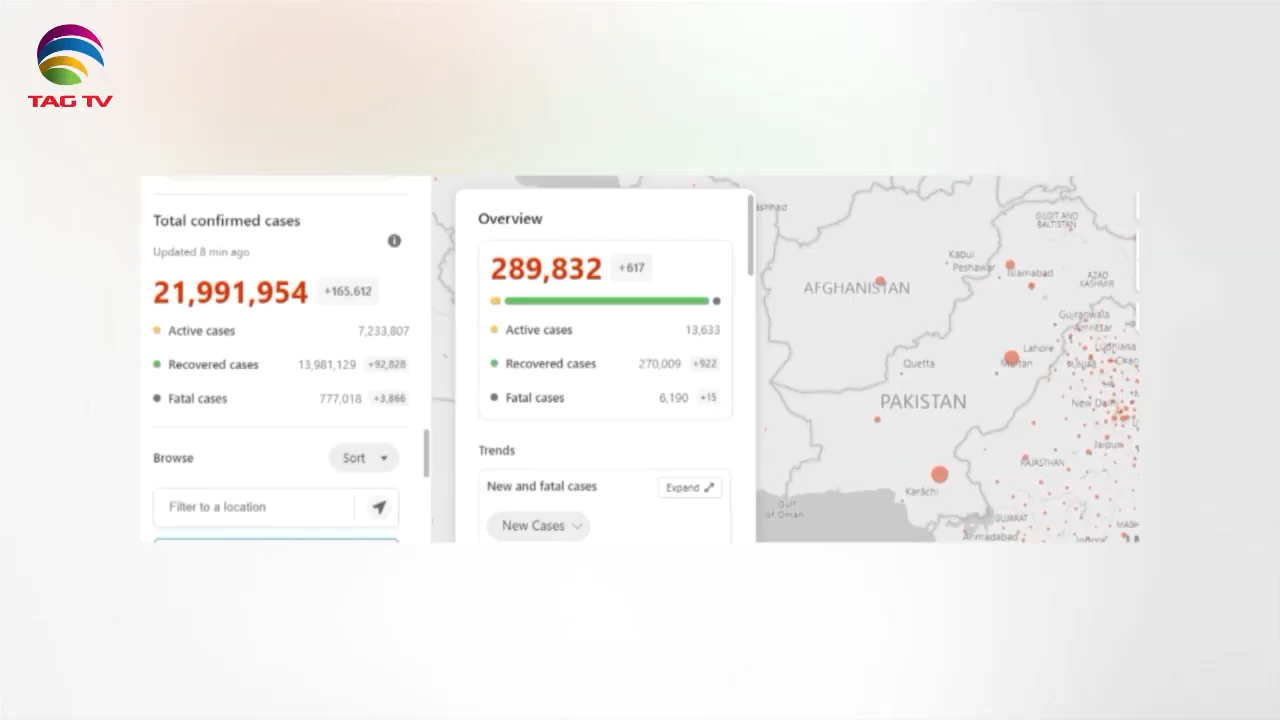 TAG TV
Total confirmed cases
Updated 8 min ago
21,991,954 +165,612
Active cases 7,233,807
Recovered cases 13,981,129 +92,828
Fatal cases 777,018 +3,866
Browse
Sort
Filter to a location
Overview
289,832 +617
Active cases 13,633
Recovered cases 270,009 +922
Fatal cases 6,190 +15
Trends
New and fatal cases
Expand
New Cases
GILGIT AND
BALTISTAN
Kabul
Peshawar
Islamabad
AZAD
KASHMIR
AFGHANISTAN
Gujranwala
Amritsar
Lahore
Ludhiana
Quetta
Multan
PUNJAB
PAKISTAN
New Delhi
Jaipur
RAJASTHAN
Karachi
Gulf
of Oman
GUJARAT
Ahmadabad